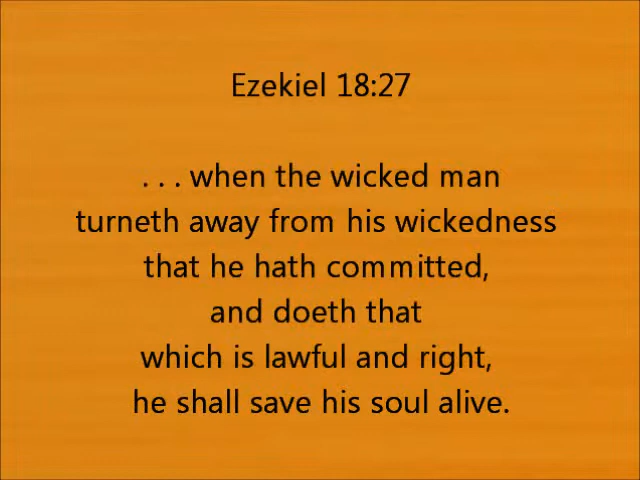 Ezekiel 18:27
. . . when the wicked man
turneth away from his wickedness
that he hath committed,
and doeth that
which is lawful and right,
he shall save his soul alive.